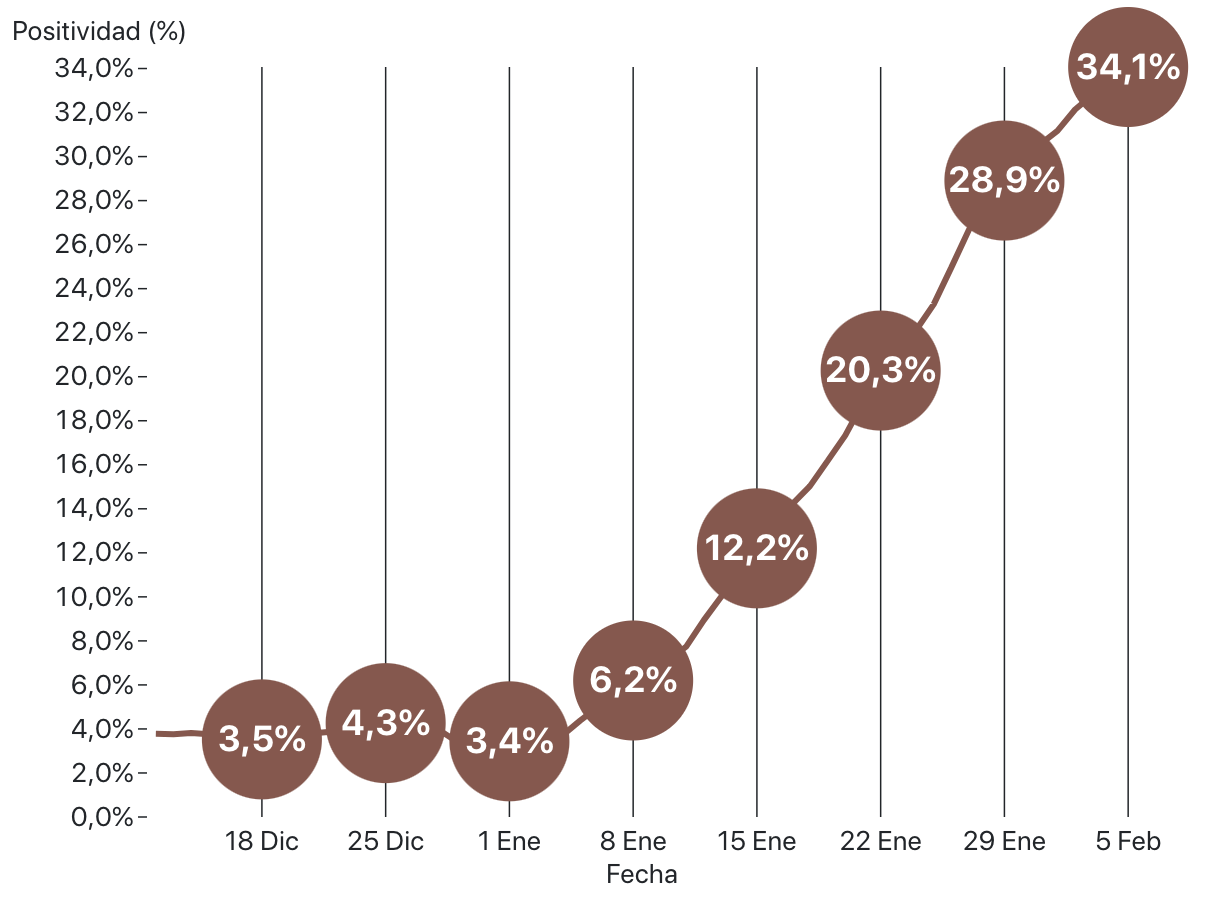 Positividad (%)
34,0%
32,0%
30,0%
28,0%
26,0%
24,0%
22,0%
20,0%
18,0%
16,0%
14,0%
12,0%
10,0%
8,0%
6,0%
4,0%
2,0%
0,0%
3,5%
4,3%
3,4%
6,2%
12,2%
20,3%
28,9%
34,1%
18 Dic
25 Dic
1 Ene
8 Ene
15 Ene
22 Ene
29 Ene
5 Feb
Fecha